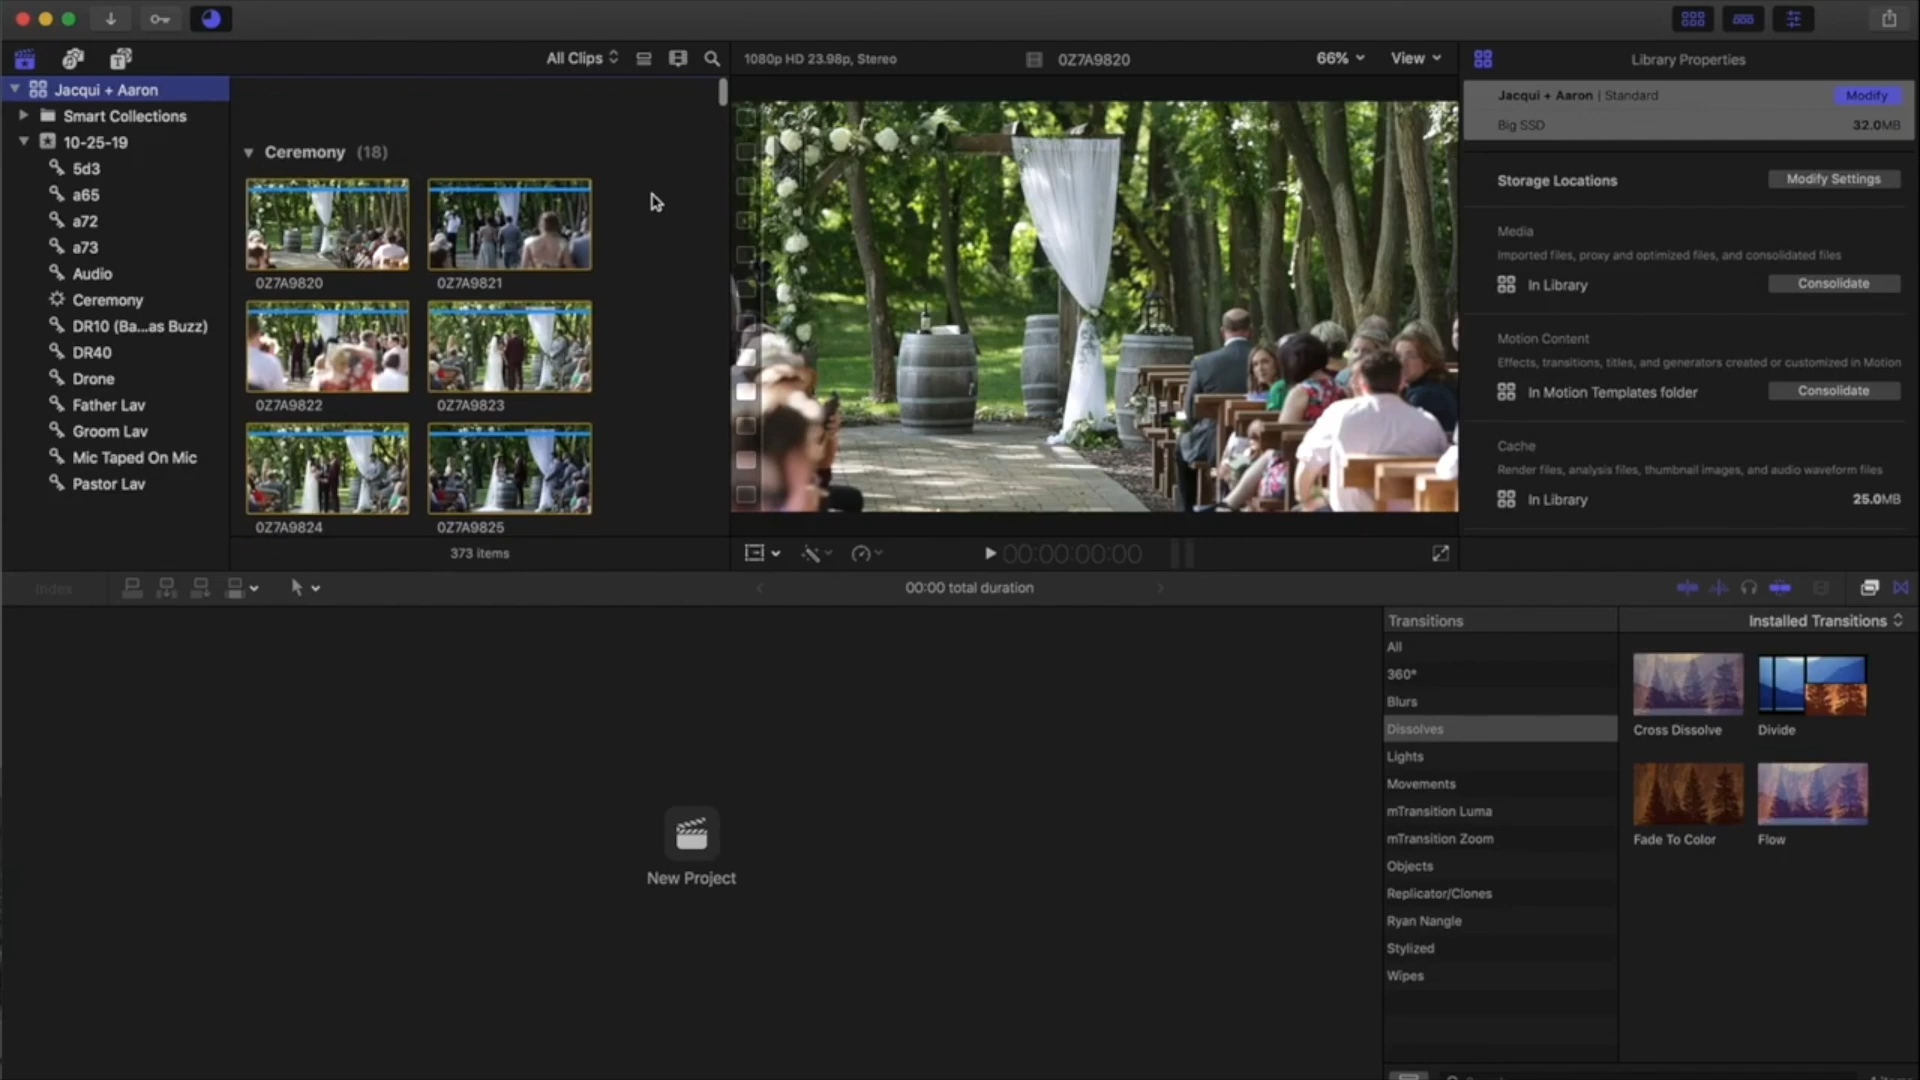 All Clips
1080p HD 23.98p, Stereo
0Z7A9820
66%
View
Library Properties
Jacqui + Aaron
Smart Collections
10-25-19
5d3
a65
a72
a73
Audio
Ceremony
DR10 (Ba...as Buzz)
DR40
Drone
Father Lav
Groom Lav
Mic Taped On Mic
Pastor Lav
Ceremony (18)
0Z7A9820
0Z7A9821
0Z7A9822
0Z7A9823
0Z7A9824
0Z7A9825
373 items
00:00:00:00
Jacqui + Aaron | Standard
Modify
Big SSD
32.0MB
Storage Locations
Modify Settings
Media
Imported files, proxy and optimized files, and consolidated files
In Library
Consolidate
Motion Content
Effects, transitions, titles, and generators created or customized in Motion
In Motion Templates folder
Consolidate
Cache
Render files, analysis files, thumbnail images, and audio waveform files
In Library
25.0MB
Index
00:00 total duration
New Project
Transitions
All
360°
Blurs
Dissolves
Lights
Movements
mTransition Luma
mTransition Zoom
Objects
Replicator/Clones
Ryan Nangle
Stylized
Wipes
Installed Transitions
Cross Dissolve
Divide
Fade To Color
Flow